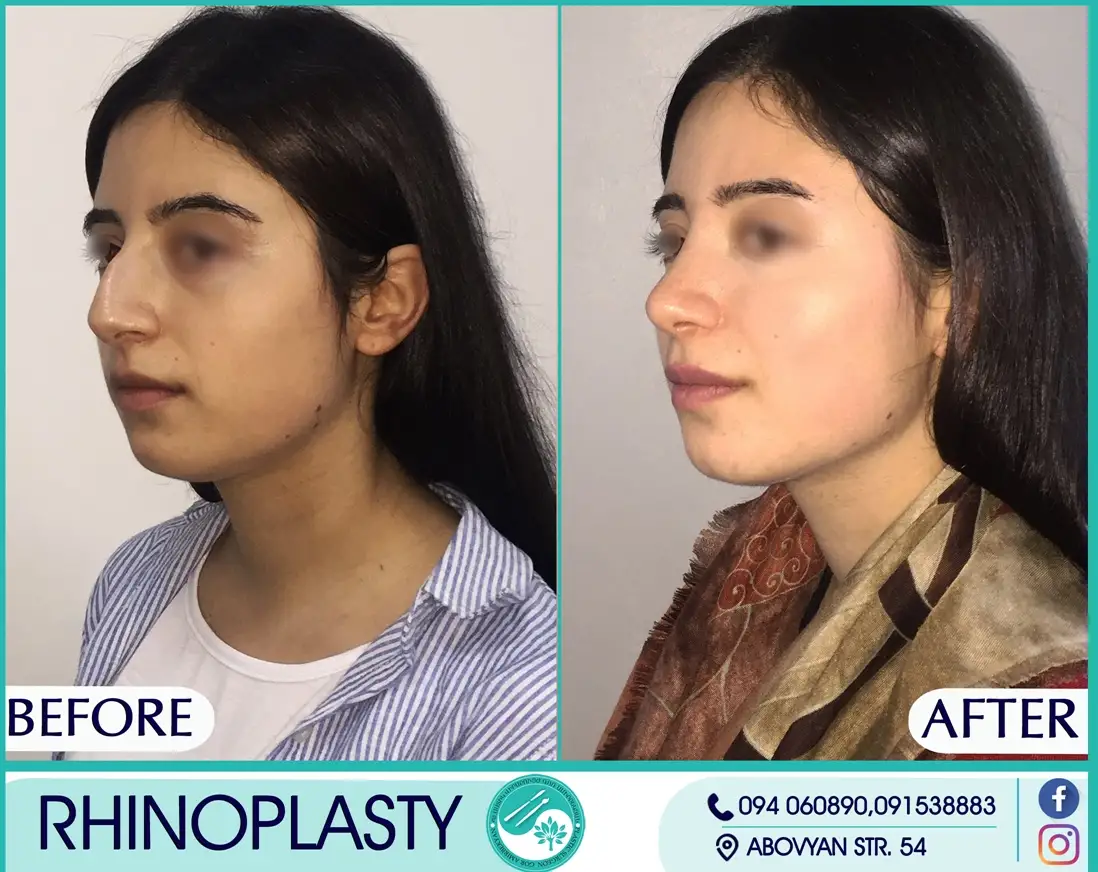 BEFORE
AFTER
RHINOPLASTY
094 060890,091538883
ABOVYAN STR. 54